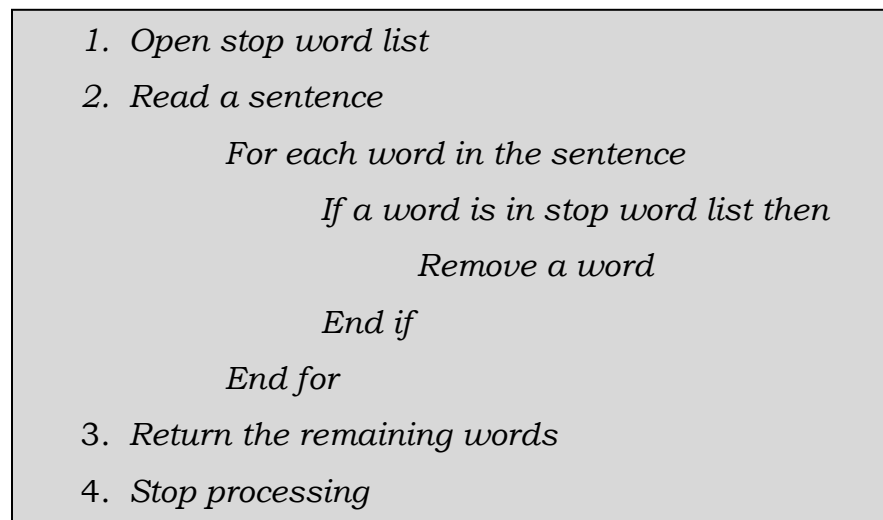 1. Open stop word list
2. Read a sentence
For each word in the sentence
If a word is in stop word list then
Remove a word
End if
End for
3. Return the remaining words
4. Stop processing